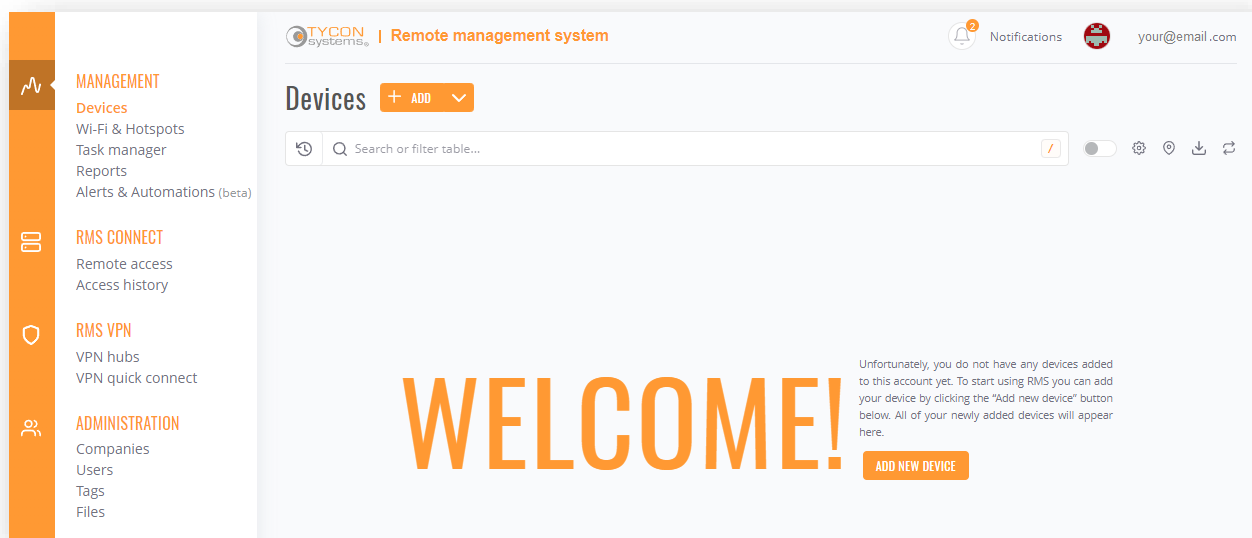 TYCON
systems®
| Remote management system
2
Notifications
your@email.com
MANAGEMENT
Devices
Wi-Fi & Hotspots
Task manager
Reports
Alerts & Automations (beta)
RMS CONNECT
Remote access
Access history
RMS VPN
VPN hubs
VPN quick connect
ADMINISTRATION
Companies
Users
Tags
Files
Devices
+ ADD
Search or filter table...
/
WELCOME!
Unfortunately, you do not have any devices added
to this account yet. To start using RMS you can add
your device by clicking the “Add new device” button
below. All of your newly added devices will appear
here.
ADD NEW DEVICE